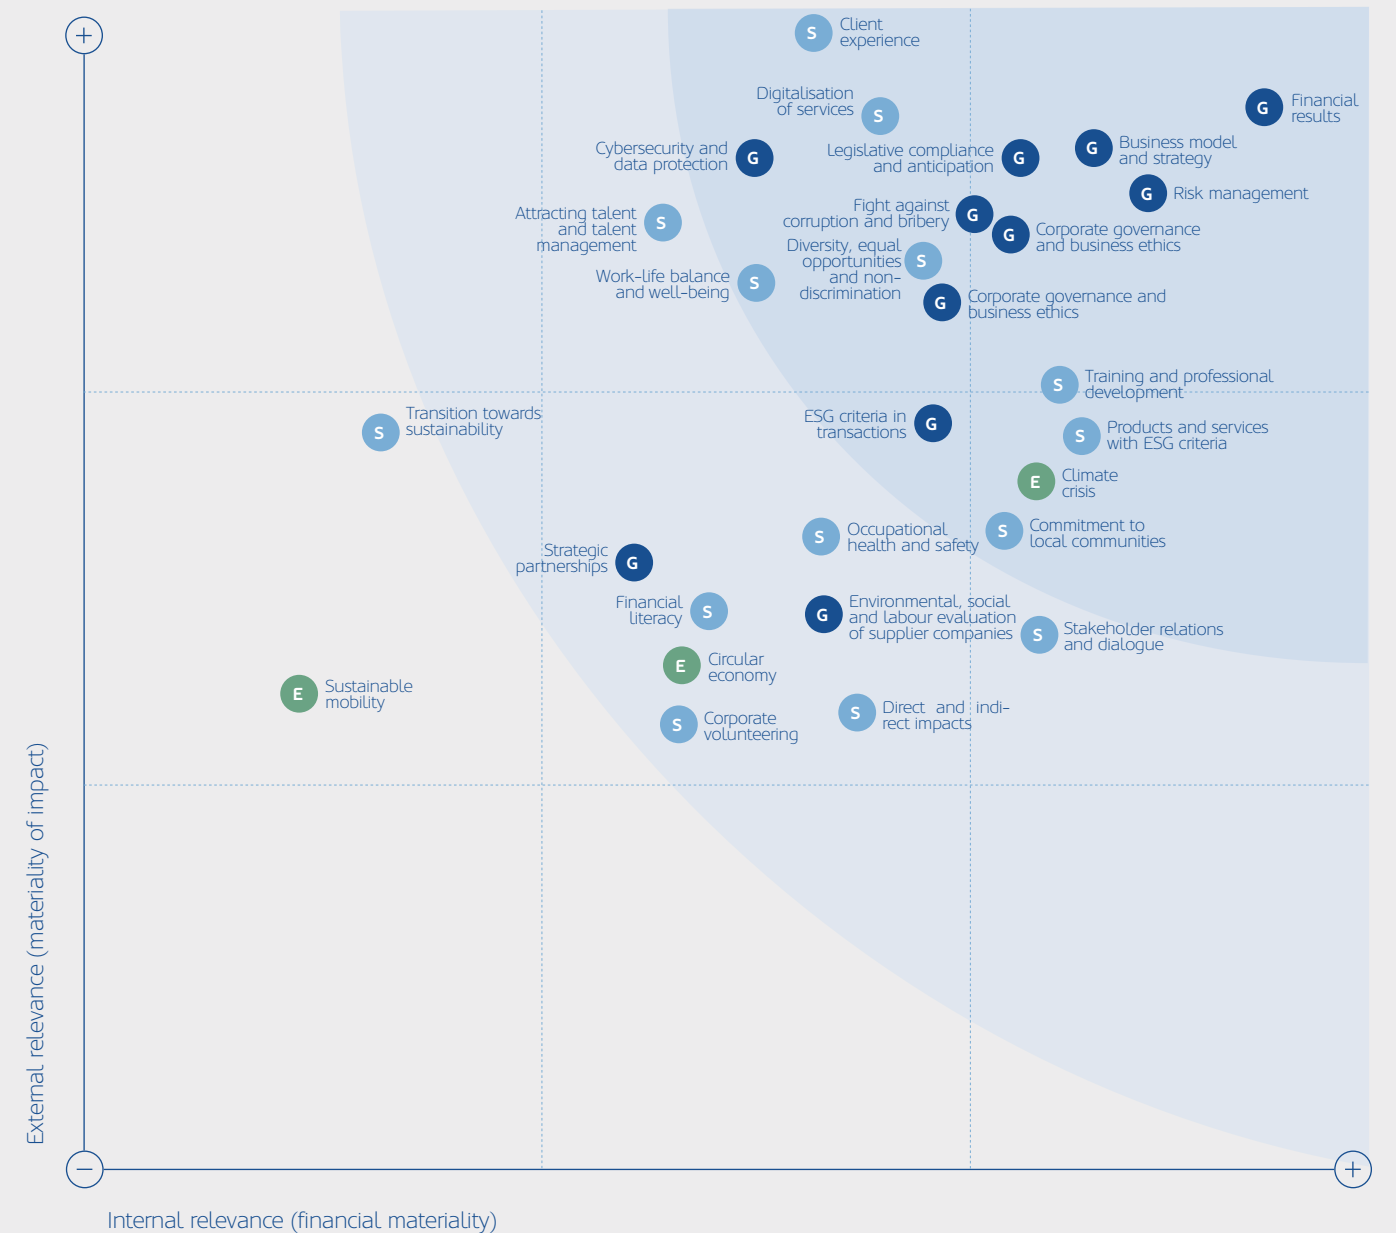 +
S
Client
experience
Digitalisation
of services
S
G
Financial
results
Cybersecurity and
data protection
G
Legislative compliance
and anticipation
G
G
Business model
and strategy
G
Risk management
Attracting talent
and talent
management
S
Fight against
corruption and bribery
G
G
Corporate governance
and business ethics
Work-life balance
and well-being
S
Diversity, equal
opportunities
and non-
discrimination
S
G
Corporate governance and
business ethics
S
Training and professional
development
S
Transition towards
sustainability
ESG criteria in
transactions
G
S
Products and services
with ESG criteria
E
Climate
crisis
S
Occupational
health and safety
S
Commitment to
local communities
Strategic
partnerships
G
Financial
literacy
S
G
Environmental, social
and labour evaluation
of supplier companies
S
Stakeholder relations
and dialogue
E
Circular
economy
E
Sustainable
mobility
S
Corporate
volunteering
S
Direct and indi-
rect impacts
External relevance (materiality of impact)
−
+
Internal relevance (financial materiality)